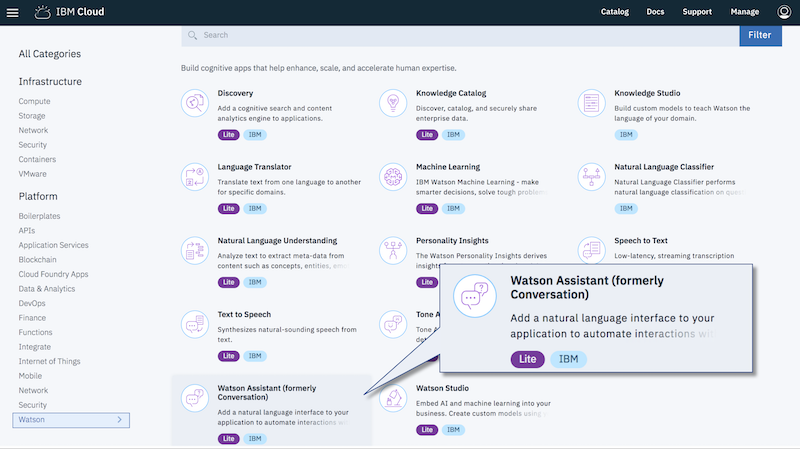 IBM Cloud
Catalog
Docs
Support
Manage
Search
Filter
All Categories
Infrastructure
Compute
Storage
Network
Security
Containers
VMware
Platform
Boilerplates
APIs
Application Services
Blockchain
Cloud Foundry Apps
Data & Analytics
DevOps
Finance
Functions
Integrate
Internet of Things
Mobile
Network
Security
Watson
Build cognitive apps that help enhance, scale, and accelerate human expertise.
Discovery
Add a cognitive search and content
analytics engine to applications.
Lite IBM
Knowledge Catalog
Discover, catalog, and securely share
enterprise data.
Lite IBM
Knowledge Studio
Build custom models to teach Watson the
language of your domain.
IBM
Language Translator
Translate text from one language to another
for specific domains.
Lite IBM
Machine Learning
IBM Watson Machine Learning - make
smarter decisions, solve tough
Lite IBM
Natural Language Classifier
Natural Language Classifier performs
natural language classification on
IBM
Natural Language Understanding
Analyze text to extract meta-data from
content such as concepts, entities,
Lite IBM
Personality Insights
The Watson Personality Insights derives
Speech to Text
Low-latency, streaming transcription
Text to Speech
Synthesizes natural-sounding speech from
text.
Lite IBM
Tone
Watson Assistant (formerly
Conversation)
Add a natural language interface to your
application to automate interactions
Lite IBM
Watson Studio
Embed AI and machine learning into your
business. Create custom models using
Lite IBM
Watson Assistant (formerly
Conversation)
Add a natural language interface to your
application to automate interactions
Lite IBM